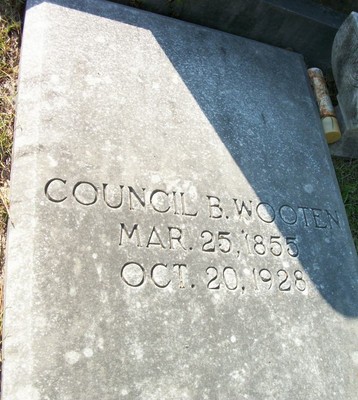 COUNCIL B. WOOTEN
MAR. 25, 1855
OCT. 20, 1928